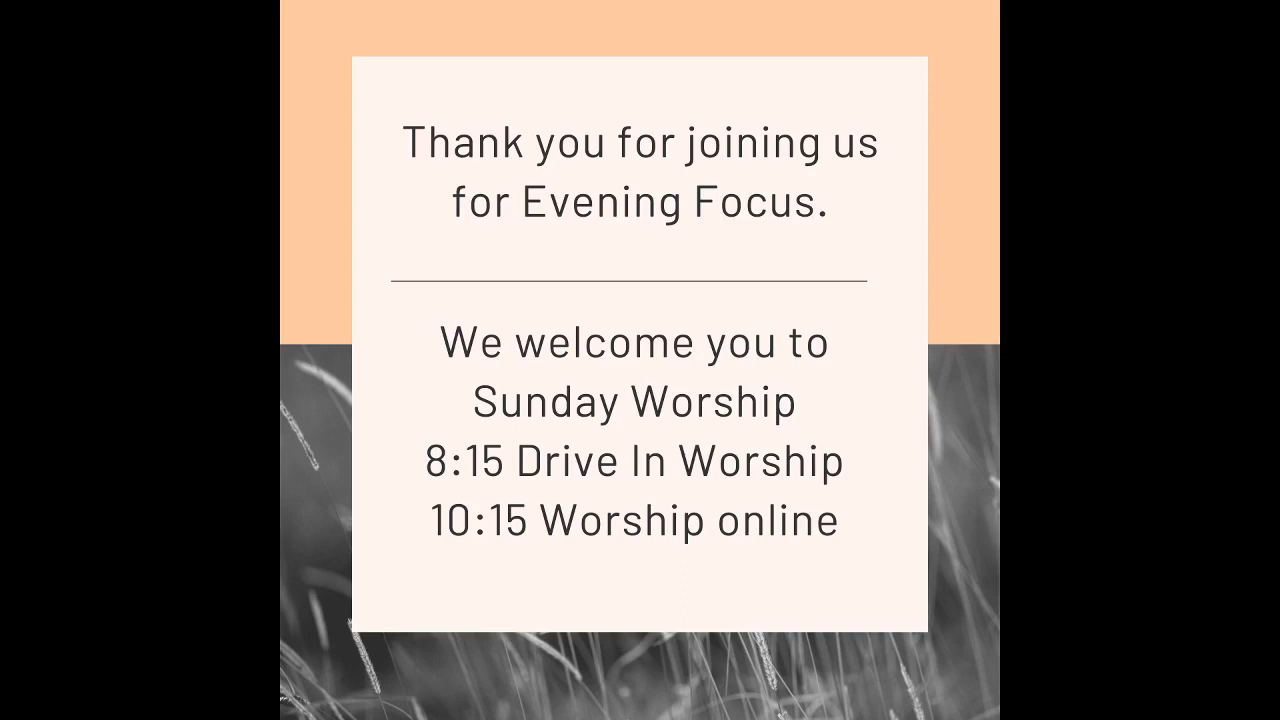 Thank you for joining us
for Evening Focus.
We welcome you to
Sunday Worship
8:15 Drive In Worship
10:15 Worship online